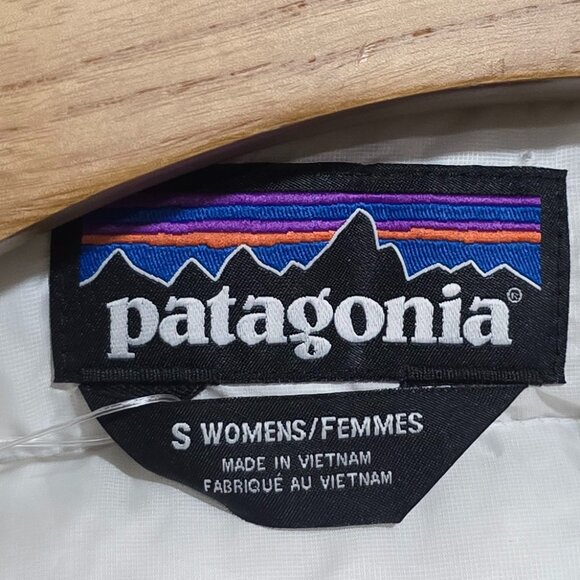 patagonia®
S WOMENS/FEMMES
MADE IN VIETNAM
FABRIQUÉ AU VIETNAM